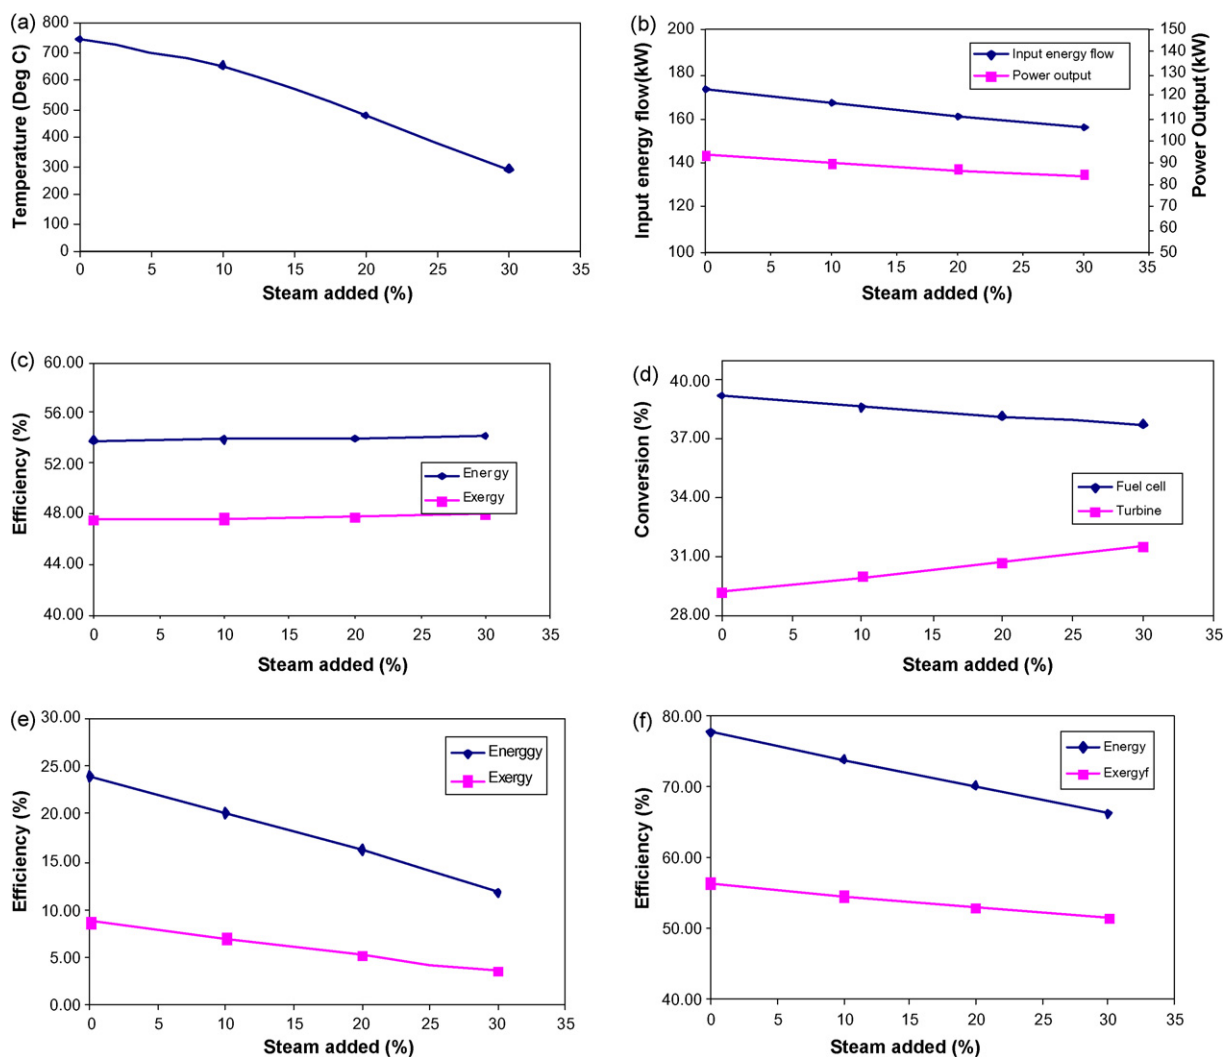 (a)
800
700
600
500
400
300
200
100
0
Temperature (Deg C)
0 5 10 15 20 25 30 35
Steam added (%)
(b)
200
180
160
140
120
100
Input energy flow(kW)
Input energy flow
Power output
150
140
130
120
110
100
90
80
70
60
50
Power Output (kW)
0 5 10 15 20 25 30 35
Steam added (%)
(c)
60.00
56.00
52.00
48.00
44.00
40.00
Efficiency (%)
Energy
Exergy
0 5 10 15 20 25 30 35
Steam added (%)
(d)
40.00
37.00
34.00
31.00
28.00
Conversion (%)
Fuel cell
Turbine
0 5 10 15 20 25 30 35
Steam added (%)
(e)
30.00
25.00
20.00
15.00
10.00
5.00
0.00
Efficiency (%)
Energgy
Exergy
0 5 10 15 20 25 30 35
Steam added (%)
(f)
80.00
70.00
60.00
50.00
40.00
Efficiency (%)
Energy
Exergyf
0 5 10 15 20 25 30 35
Steam added (%)